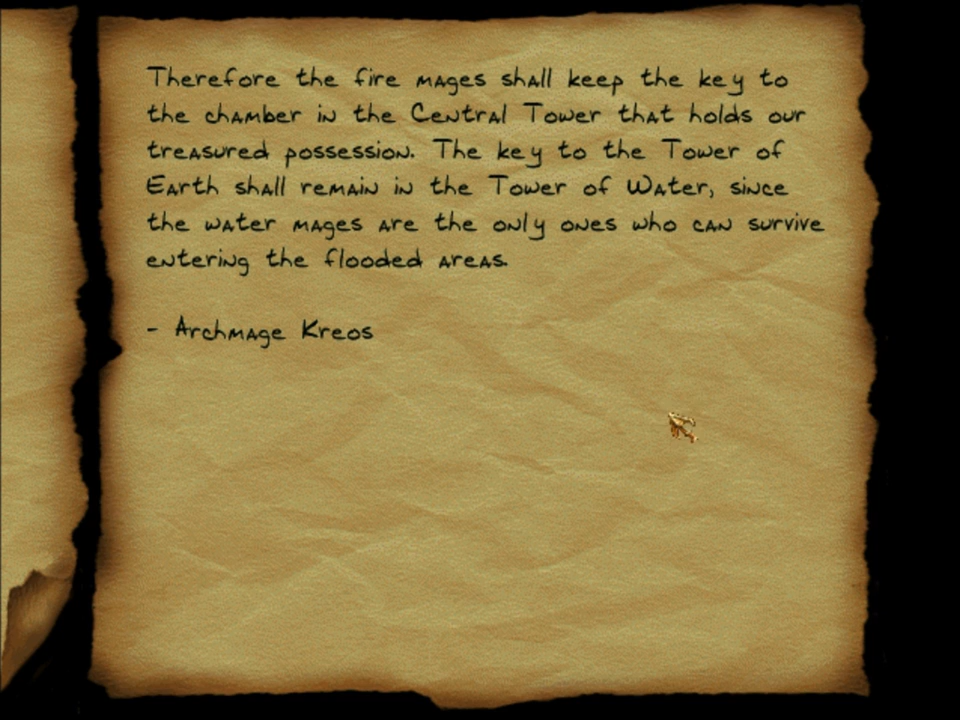 Therefore the fire mages shall keep the key to
the chamber in the Central Tower that holds our
treasured possession. The key to the Tower of
Earth shall remain in the Tower of Water, since
the water mages are the only ones who can survive
entering the flooded areas.
- Archmage Kreos